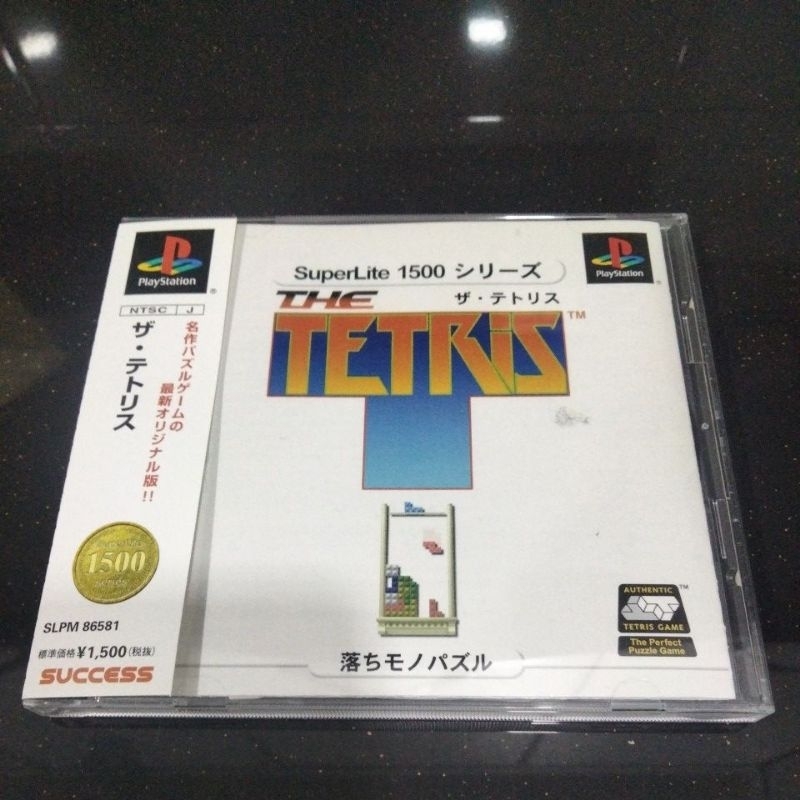 PlayStation
NTSC J
ザ・テトリス
名作パズルゲームの
最新オリジナル版!!
1500
SLPM 86581
標準価格¥1,500(税抜)
SUCCESS
SuperLite 1500 シリーズ
THE
ザ・テトリス
TETRiS™
落ちモノパズル
PlayStation
AUTHENTIC
TETRIS GAME
The Perfect
Puzzle Game